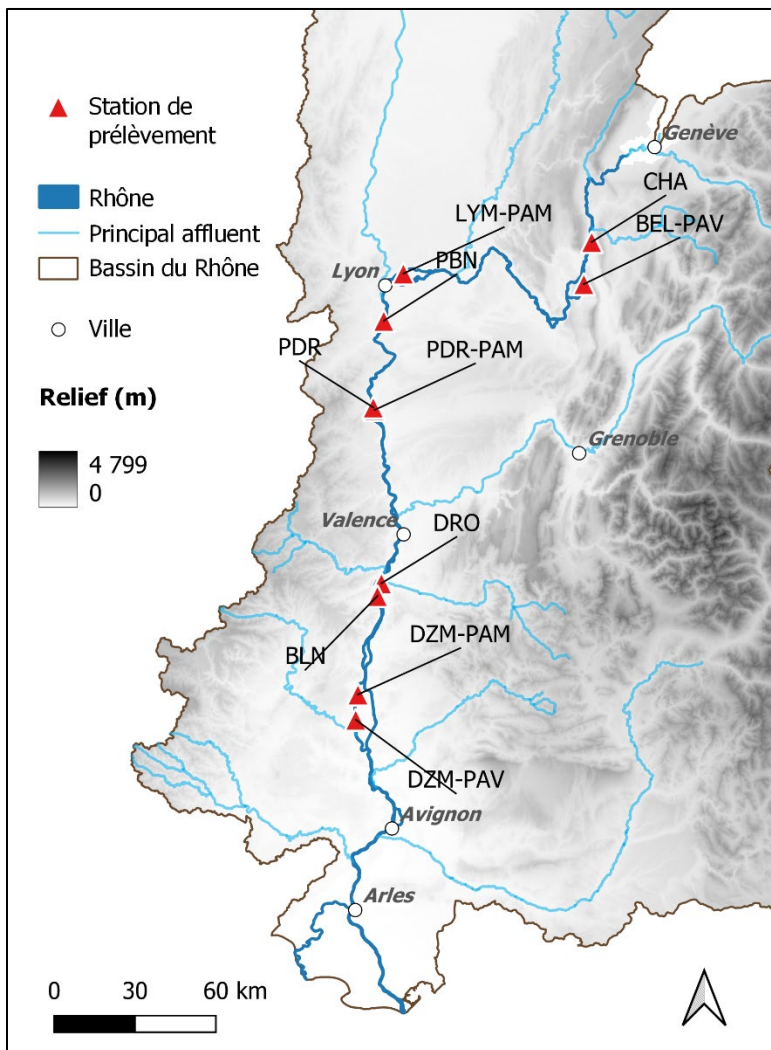 Station de
prélèvement
Rhône
Principal affluent
Bassin du Rhône
Ville
Relief (m)
4 799
0
Genève
CHA
BEL-PAV
LYM-PAM
PBN
Lyon
PDR
PDR-PAM
Grenoble
Valence
DRO
BLN
DZM-PAM
DZM-PAV
Avignon
Arles
0 30 60 km